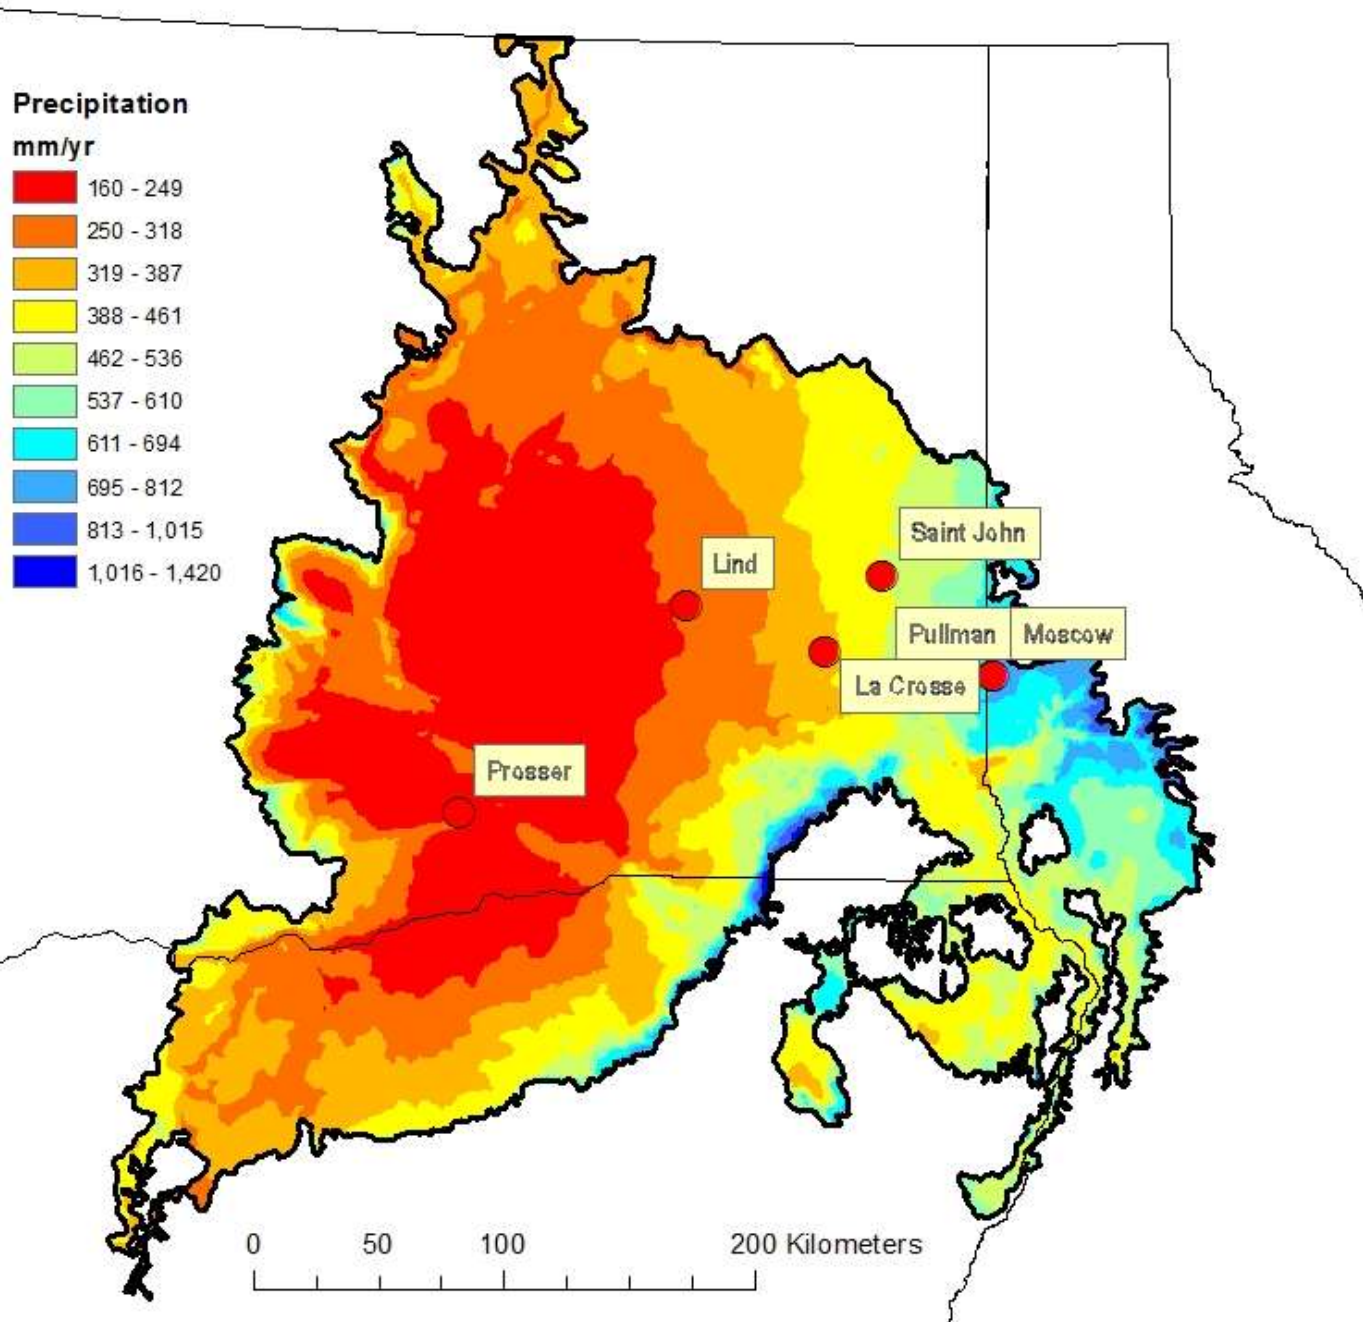 Precipitation
mm/yr
160 - 249
250 - 318
319 - 387
388 - 461
462 - 536
537 - 610
611 - 694
695 - 812
813 - 1,015
1,016 - 1,420
Saint John
Lind
Pullman
Moscow
La Crosse
Prosser
0 50 100 200 Kilometers